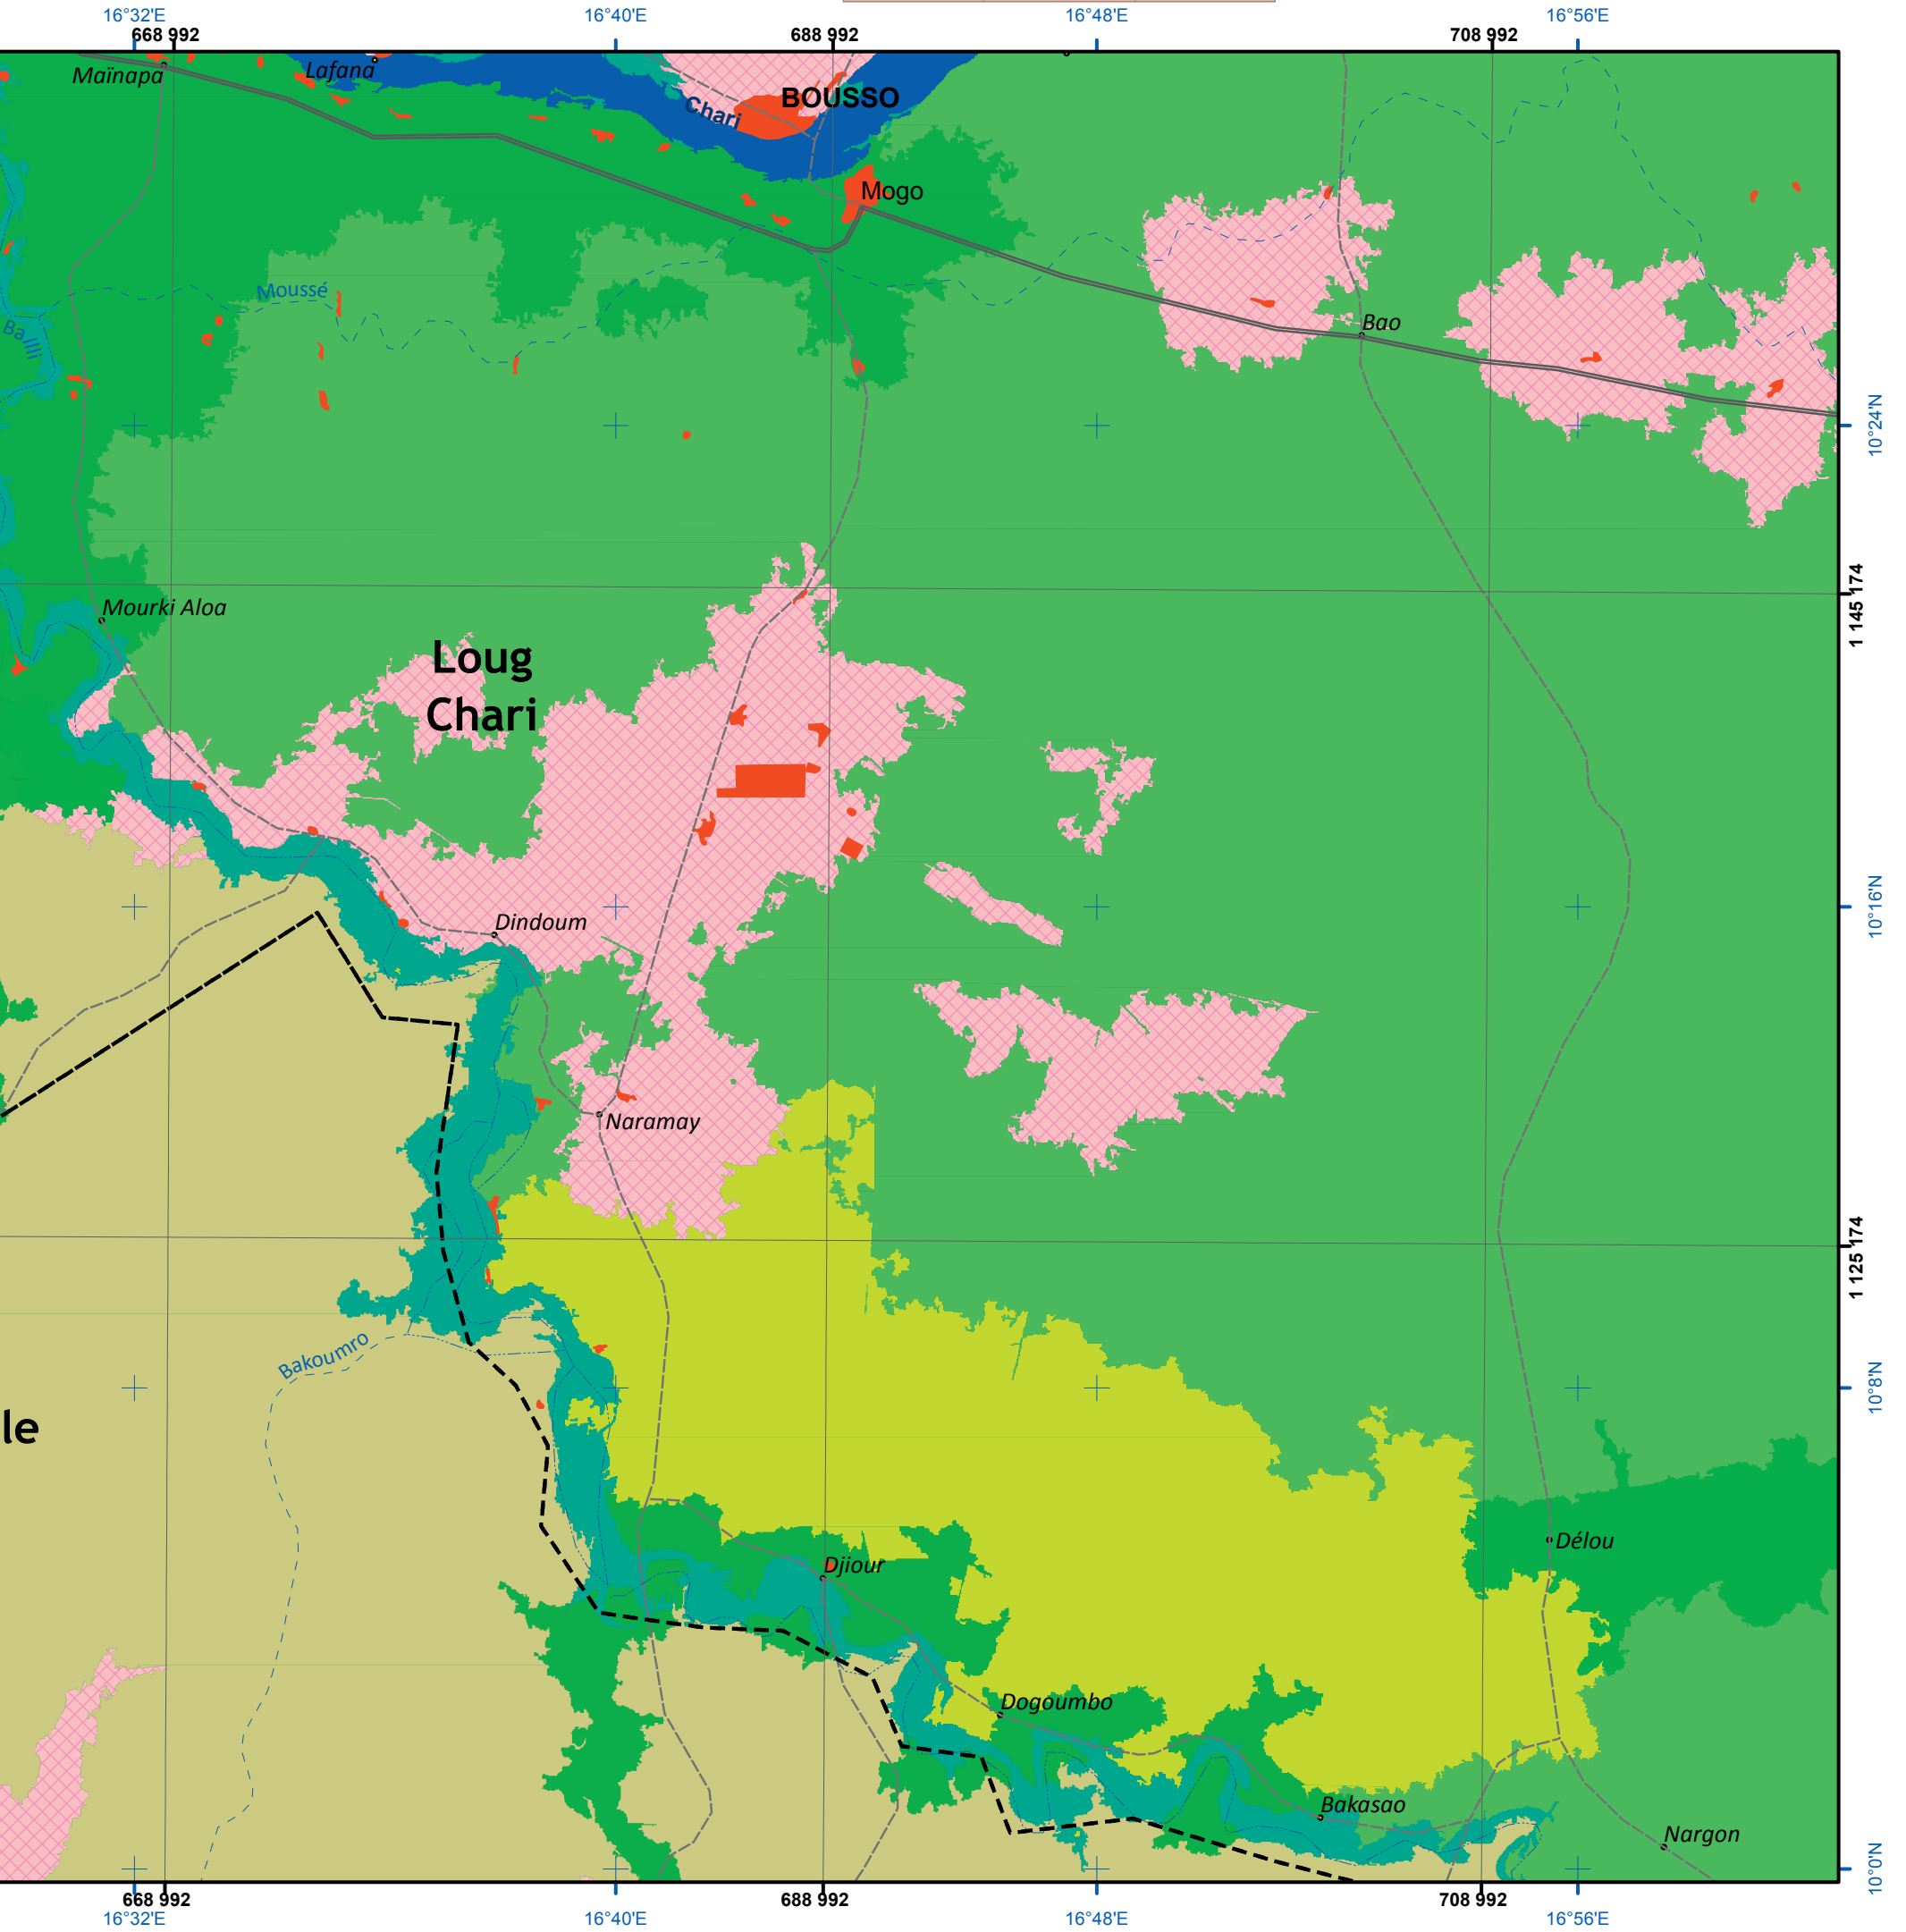 16°32'E 16°40'E 16°48'E 16°56'E
668 992 688 992 708 992
Maïnapa
Lafana
BOUSSO
Chari
Mogo
Moussé
Ba Illi
Bao
10°24'N
1 145 174
Mourki Aloa
Loug
Chari
Dindoum
10°16'N
Naramay
1 125 174
Bakoumro
10°8'N
le
Délou
Djiour
Dogoumbo
Bakasao
Nargon
10°0'N
668 992 688 992 708 992
16°32'E 16°40'E 16°48'E 16°56'E